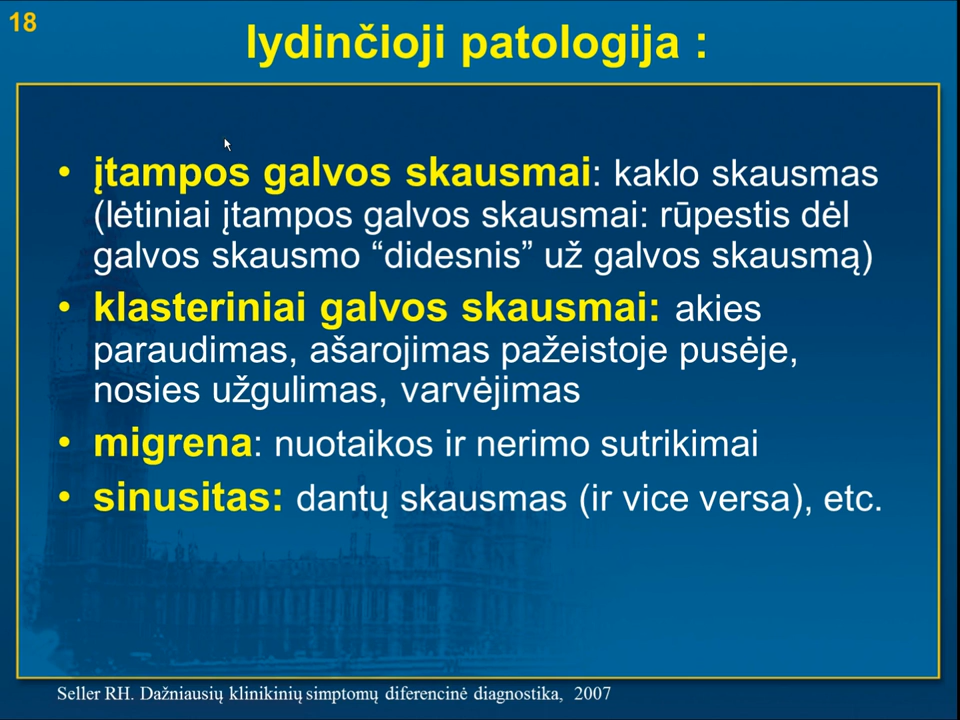 18
lydinčioji patologija :
• įtampos galvos skausmai: kaklo skausmas
(lėtiniai įtampos galvos skausmai: rūpestis dėl
galvos skausmo “didesnis” už galvos skausmą)
• klasteriniai galvos skausmai: akies
paraudimas, ašarojimas pažeistoje pusėje,
nosies užgulimas, varvėjimas
• migrena: nuotaikos ir nerimo sutrikimai
• sinusitas: dantų skausmas (ir vice versa), etc.
Seller RH. Dažniausių klinikinių simptomų diferencinė diagnostika, 2007